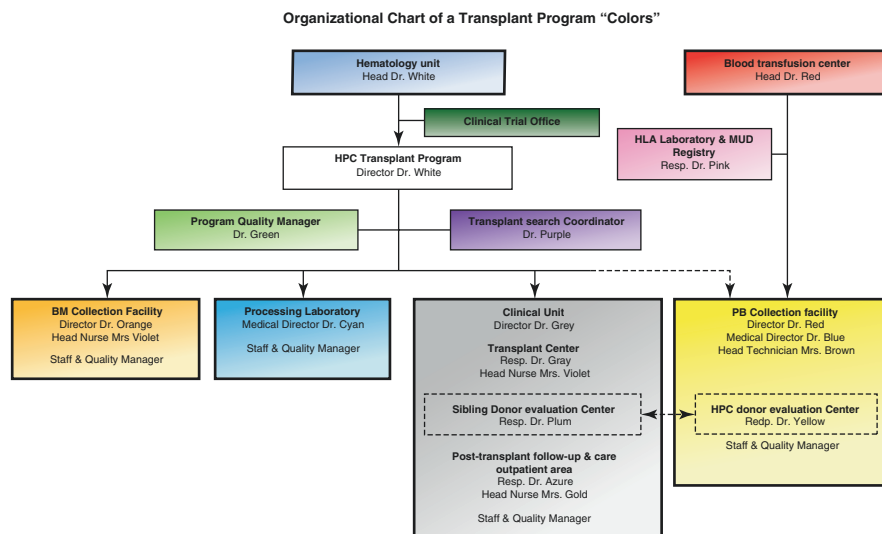 Organizational Chart of a Transplant Program “Colors”
Hematology unit
Head Dr. White
Blood transfusion center
Head Dr. Red
Clinical Trial Office
HLA Laboratory & MUD
Registry
Resp. Dr. Pink
HPC Transplant Program
Director Dr. White
Program Quality Manager
Dr. Green
Transplant search Coordinator
Dr. Purple
BM Collection Facility
Director Dr. Orange
Head Nurse Mrs Violet
Staff & Quality Manager
Processing Laboratory
Medical Director Dr. Cyan
Staff & Quality Manager
Clinical Unit
Director Dr. Grey
Transplant Center
Resp. Dr. Gray
Head Nurse Mrs. Violet
Sibling Donor evaluation Center
Resp. Dr. Plum
Post-transplant follow-up & care
outpatient area
Resp. Dr. Azure
Head Nurse Mrs. Gold
Staff & Quality Manager
PB Collection facility
Director Dr. Red
Medical Director Dr. Blue
Head Technician Mrs. Brown
HPC donor evaluation Center
Redp. Dr. Yellow
Staff & Quality Manager